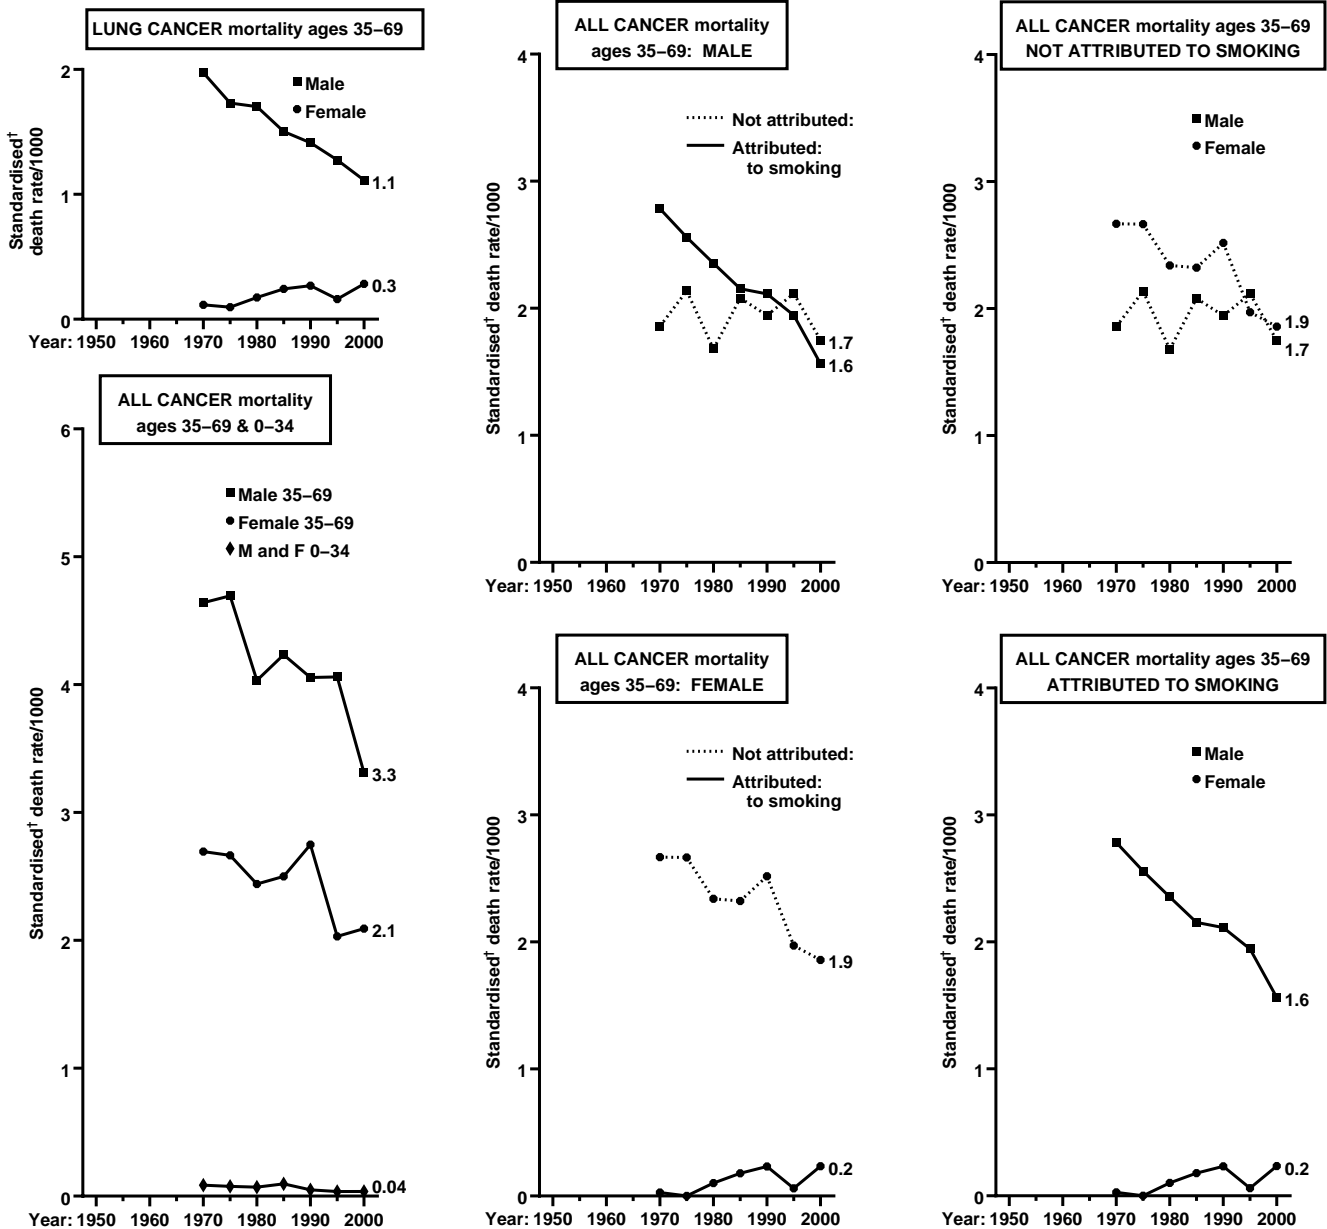 LUNG CANCER mortality ages 35–69
Standardised†
death rate/1000
2
1
0
Male
Female
1.1
0.3
Year: 1950 1960 1970 1980 1990 2000
ALL CANCER mortality
ages 35–69 & 0–34
Standardised† death rate/1000
6
5
4
3
2
1
0
Male 35–69
Female 35–69
M and F 0–34
3.3
2.1
0.04
Year: 1950 1960 1970 1980 1990 2000
ALL CANCER mortality
ages 35–69: MALE
Standardised† death rate/1000
4
3
2
1
0
Not attributed:
Attributed:
to smoking
1.7
1.6
Year: 1950 1960 1970 1980 1990 2000
ALL CANCER mortality
ages 35–69: FEMALE
Standardised† death rate/1000
4
3
2
1
0
Not attributed:
Attributed:
to smoking
1.9
0.2
Year: 1950 1960 1970 1980 1990 2000
ALL CANCER mortality ages 35–69
NOT ATTRIBUTED TO SMOKING
Standardised† death rate/1000
4
3
2
1
0
Male
Female
1.9
1.7
Year: 1950 1960 1970 1980 1990 2000
ALL CANCER mortality ages 35–69
ATTRIBUTED TO SMOKING
Standardised† death rate/1000
4
3
2
1
0
Male
Female
1.6
0.2
Year: 1950 1960 1970 1980 1990 2000